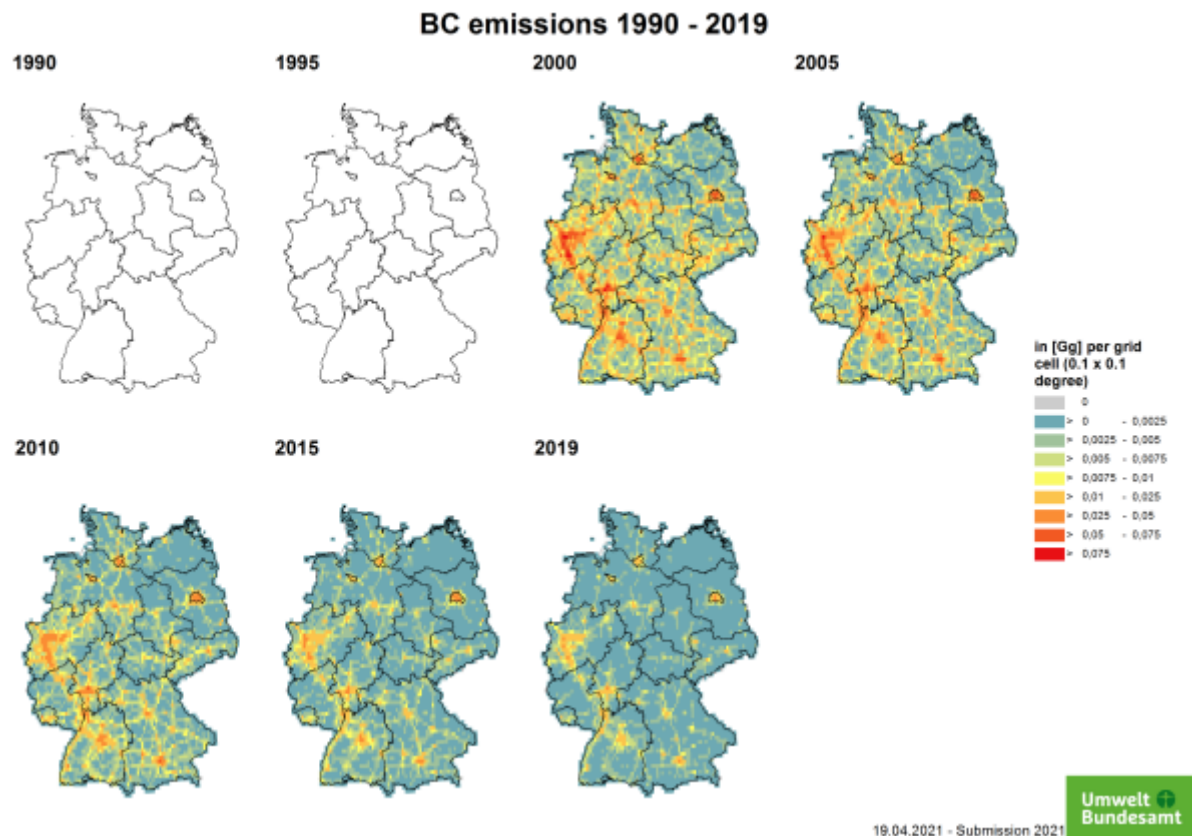 BC emissions 1990 - 2019
1990
1995
2000
2005
in [Gg] per grid
cell (0.1 x 0.1
degree)
0
> 0 - 0,0025
> 0,0025 - 0,005
> 0,005 - 0,0075
> 0,0075 - 0,01
> 0,01 - 0,025
> 0,025 - 0,05
> 0,05 - 0,075
> 0,075
2010
2015
2019
Umwelt
Bundesamt
19.04.2021 - Submission 2021